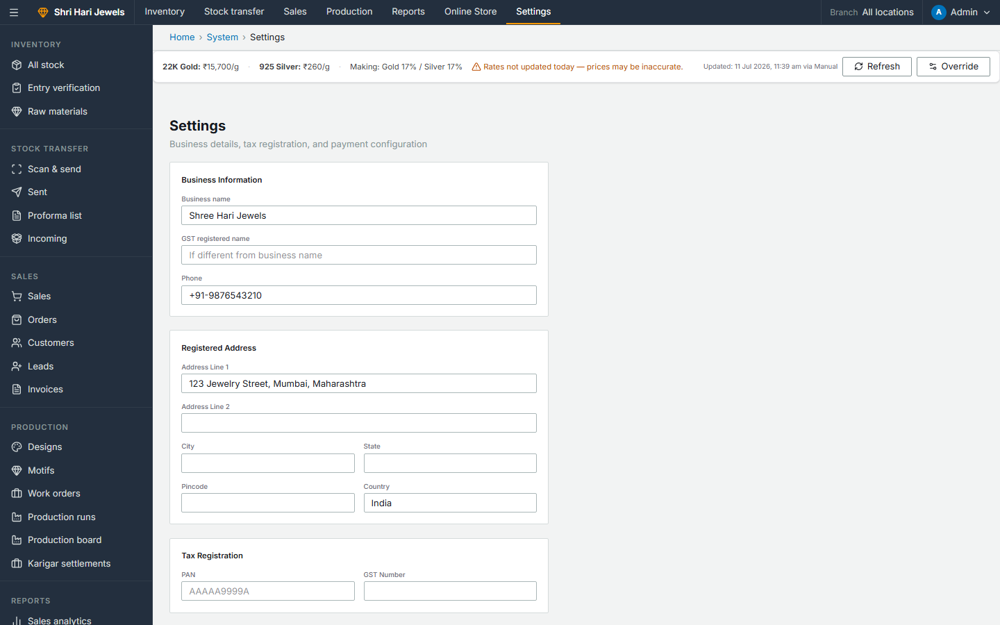 Shri Hari Jewels
Inventory
Stock transfer
Sales
Production
Reports
Online Store
Settings
Branch All locations
A Admin
INVENTORY
All stock
Entry verification
Raw materials
STOCK TRANSFER
Scan & send
Sent
Proforma list
Incoming
SALES
Sales
Orders
Customers
Leads
Invoices
PRODUCTION
Designs
Motifs
Work orders
Production runs
Production board
Karigar settlements
REPORTS
Sales analytics
Home › System › Settings
22K Gold: ₹15,700/g · 925 Silver: ₹260/g · Making: Gold 17% / Silver 17% Rates not updated today — prices may be inaccurate. Updated: 11 Jul 2026, 11:39 am via Manual Refresh Override
Settings
Business details, tax registration, and payment configuration
Business Information
Business name
Shree Hari Jewels
GST registered name
If different from business name
Phone
+91-9876543210
Registered Address
Address Line 1
123 Jewelry Street, Mumbai, Maharashtra
Address Line 2
City State
Pincode Country
India
Tax Registration
PAN GST Number
AAAAA9999A